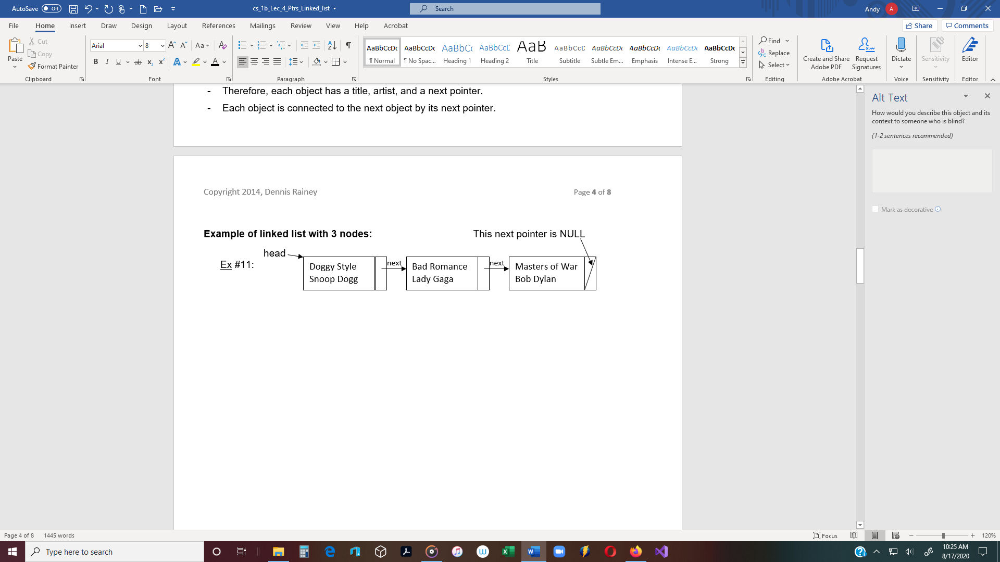 AutoSave Off cs_1b_Lec_4_Ptrs_Linked_list Search Andy A
File Home Insert Draw Design Layout References Mailings Review View Help Acrobat Share Comments
Paste Cut Copy Format Painter
Clipboard
Arial 8
Font
Paragraph
AaBbCcDc AaBbCcDc AaBbCc AaBbCcD AaB AaBbCcD AaBbCcDc AaBbCcDc AaBbCcDc AaBbCcDc
¶ Normal ¶ No Spac... Heading 1 Heading 2 Title Subtitle Subtle Em... Emphasis Intense E... Strong
Styles
Find
Replace
Select
Editing
Create and Share Adobe PDF
Request Signatures
Adobe Acrobat
Dictate
Voice
Sensitivity
Sensitivity
Editor
Editor
- Therefore, each object has a title, artist, and a next pointer.
- Each object is connected to the next object by its next pointer.
Copyright 2014, Dennis Rainey Page 4 of 8
Example of linked list with 3 nodes: This next pointer is NULL
head
Ex #11:
next next
Doggy Style Bad Romance Masters of War
Snoop Dogg Lady Gaga Bob Dylan
Alt Text
How would you describe this object and its
context to someone who is blind?
(1-2 sentences recommended)
Mark as decorative
Page 4 of 8 1445 words Focus 120%
Type here to search
10:25 AM
8/17/2020